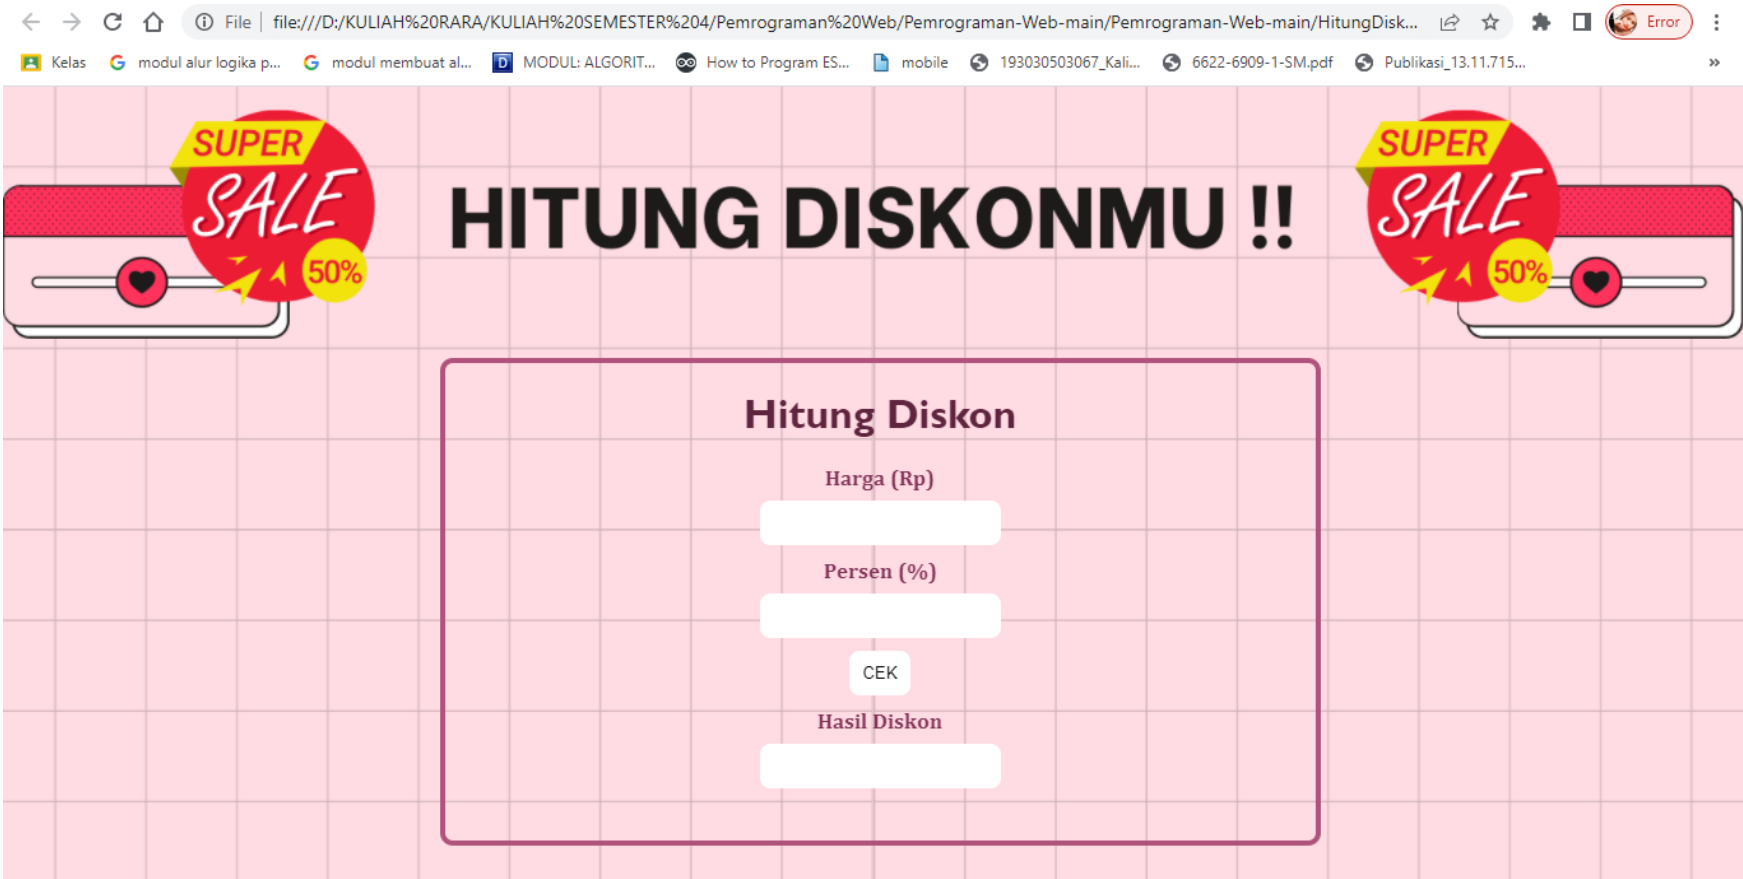 File file:///D:/KULIAH%20RARA/KULIAH%20SEMESTER%204/Pemrograman%20Web/Pemrograman-Web-main/Pemrograman-Web-main/HitungDisk... Error
Kelas modul alur logika p... modul membuat al... MODUL: ALGORIT... How to Program ES... mobile 193030503067_Kali... 6622-6909-1-SM.pdf Publikasi_13.11.715... »
SUPER
SALE
50%
HITUNG DISKONMU !!
SUPER
SALE
50%
Hitung Diskon
Harga (Rp)
Persen (%)
CEK
Hasil Diskon